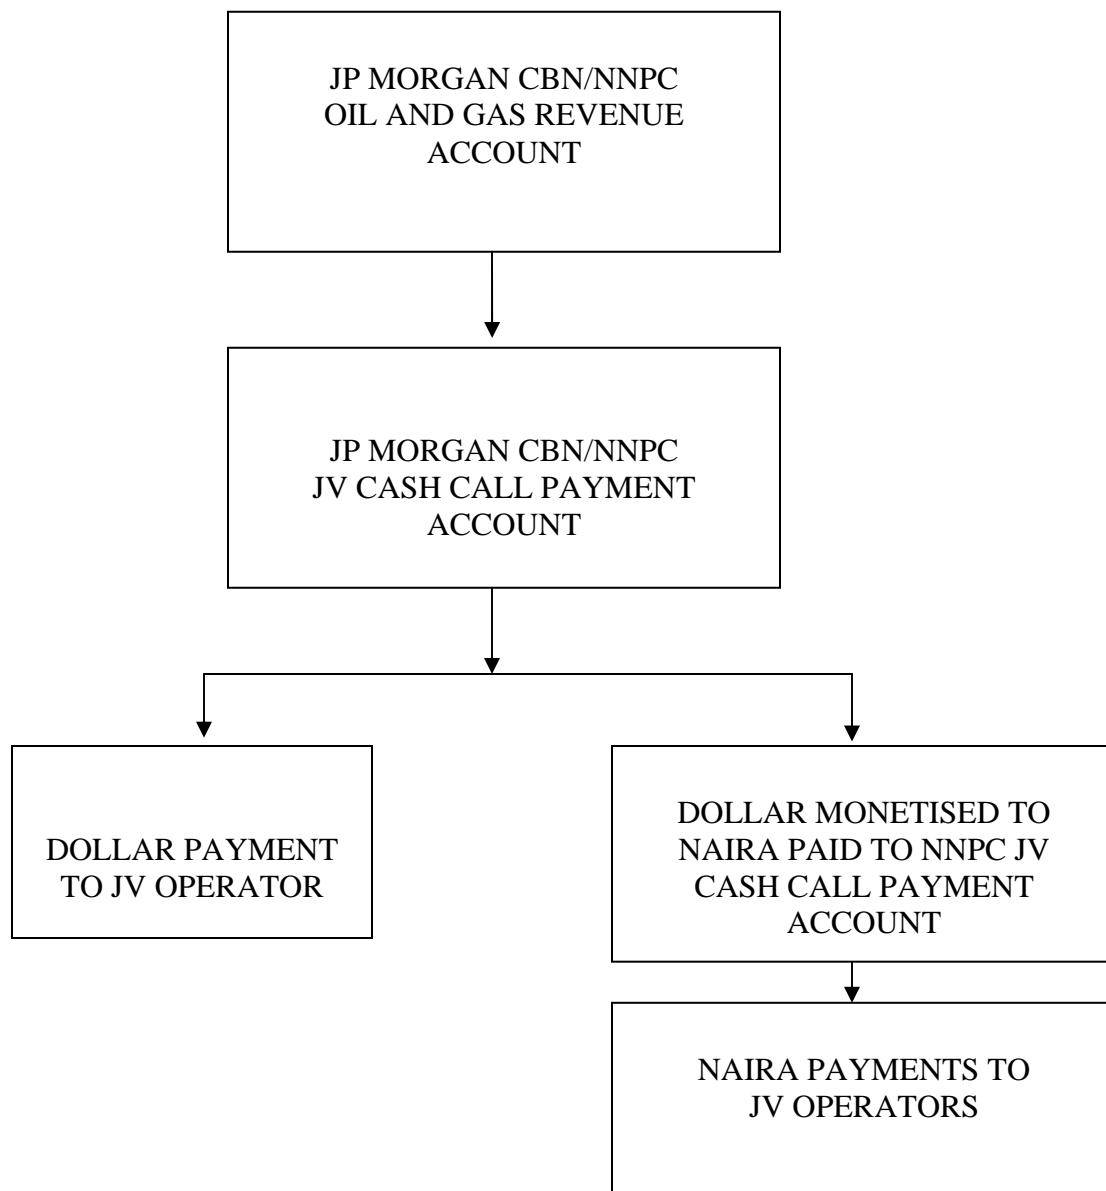 JP MORGAN CBN/NNPC
OIL AND GAS REVENUE
ACCOUNT
JP MORGAN CBN/NNPC
JV CASH CALL PAYMENT
ACCOUNT
DOLLAR PAYMENT
TO JV OPERATOR
DOLLAR MONETISED TO
NAIRA PAID TO NNPC JV
CASH CALL PAYMENT
ACCOUNT
NAIRA PAYMENTS TO
JV OPERATORS